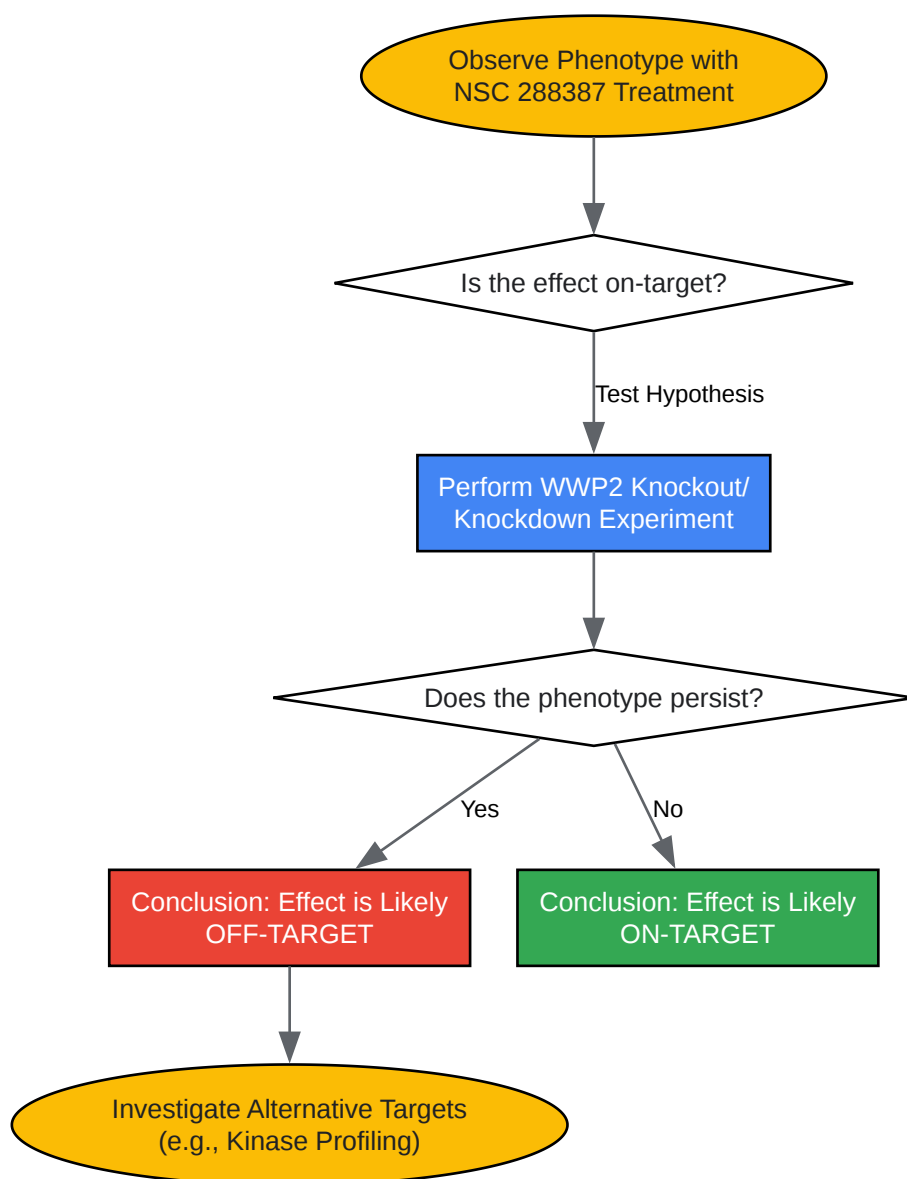 Observe Phenotype with
NSC 288387 Treatment
Is the effect on-target?
Test Hypothesis
Perform WWP2 Knockout/
Knockdown Experiment
Does the phenotype persist?
Yes
No
Conclusion: Effect is Likely
OFF-TARGET
Conclusion: Effect is Likely
ON-TARGET
Investigate Alternative Targets
(e.g., Kinase Profiling)